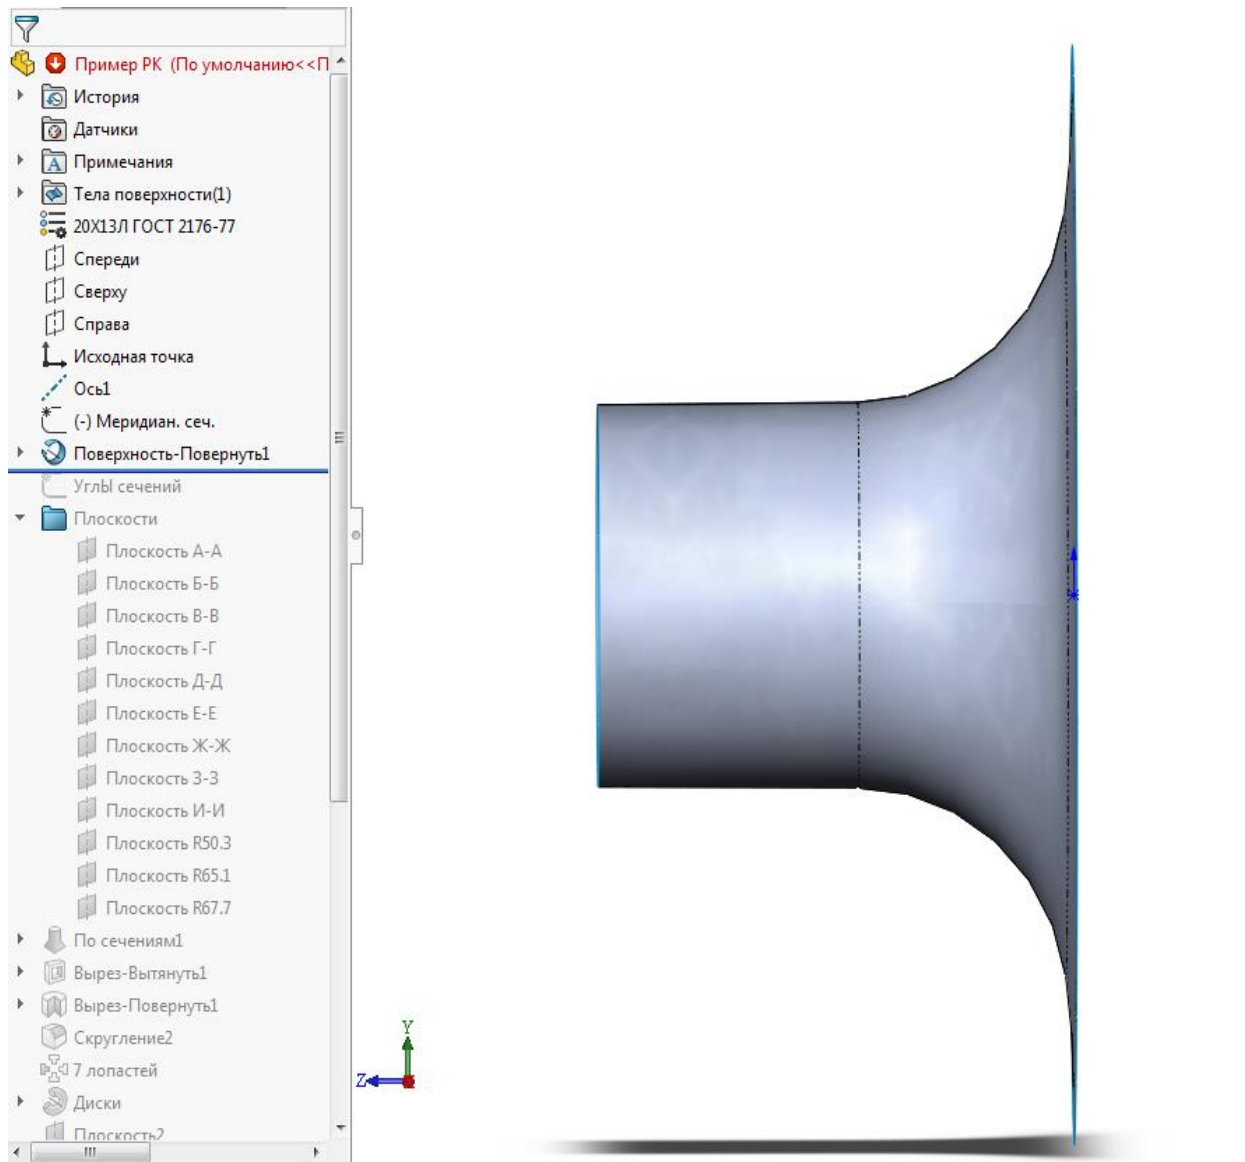 Пример РК (По умолчанию<<П
История
Датчики
Примечания
Тела поверхности(1)
20Х13Л ГОСТ 2176-77
Спереди
Сверху
Справа
Исходная точка
Ось1
(-) Меридиан. сеч.
Поверхность-Повернуть1
УглЫ сечений
Плоскости
Плоскость А-А
Плоскость Б-Б
Плоскость В-В
Плоскость Г-Г
Плоскость Д-Д
Плоскость Е-Е
Плоскость Ж-Ж
Плоскость З-З
Плоскость И-И
Плоскость R50.3
Плоскость R65.1
Плоскость R67.7
По сечениям1
Вырез-Вытянуть1
Вырез-Повернуть1
Скругление2
7 лопастей
Диски
Плоскость2
Y
Z